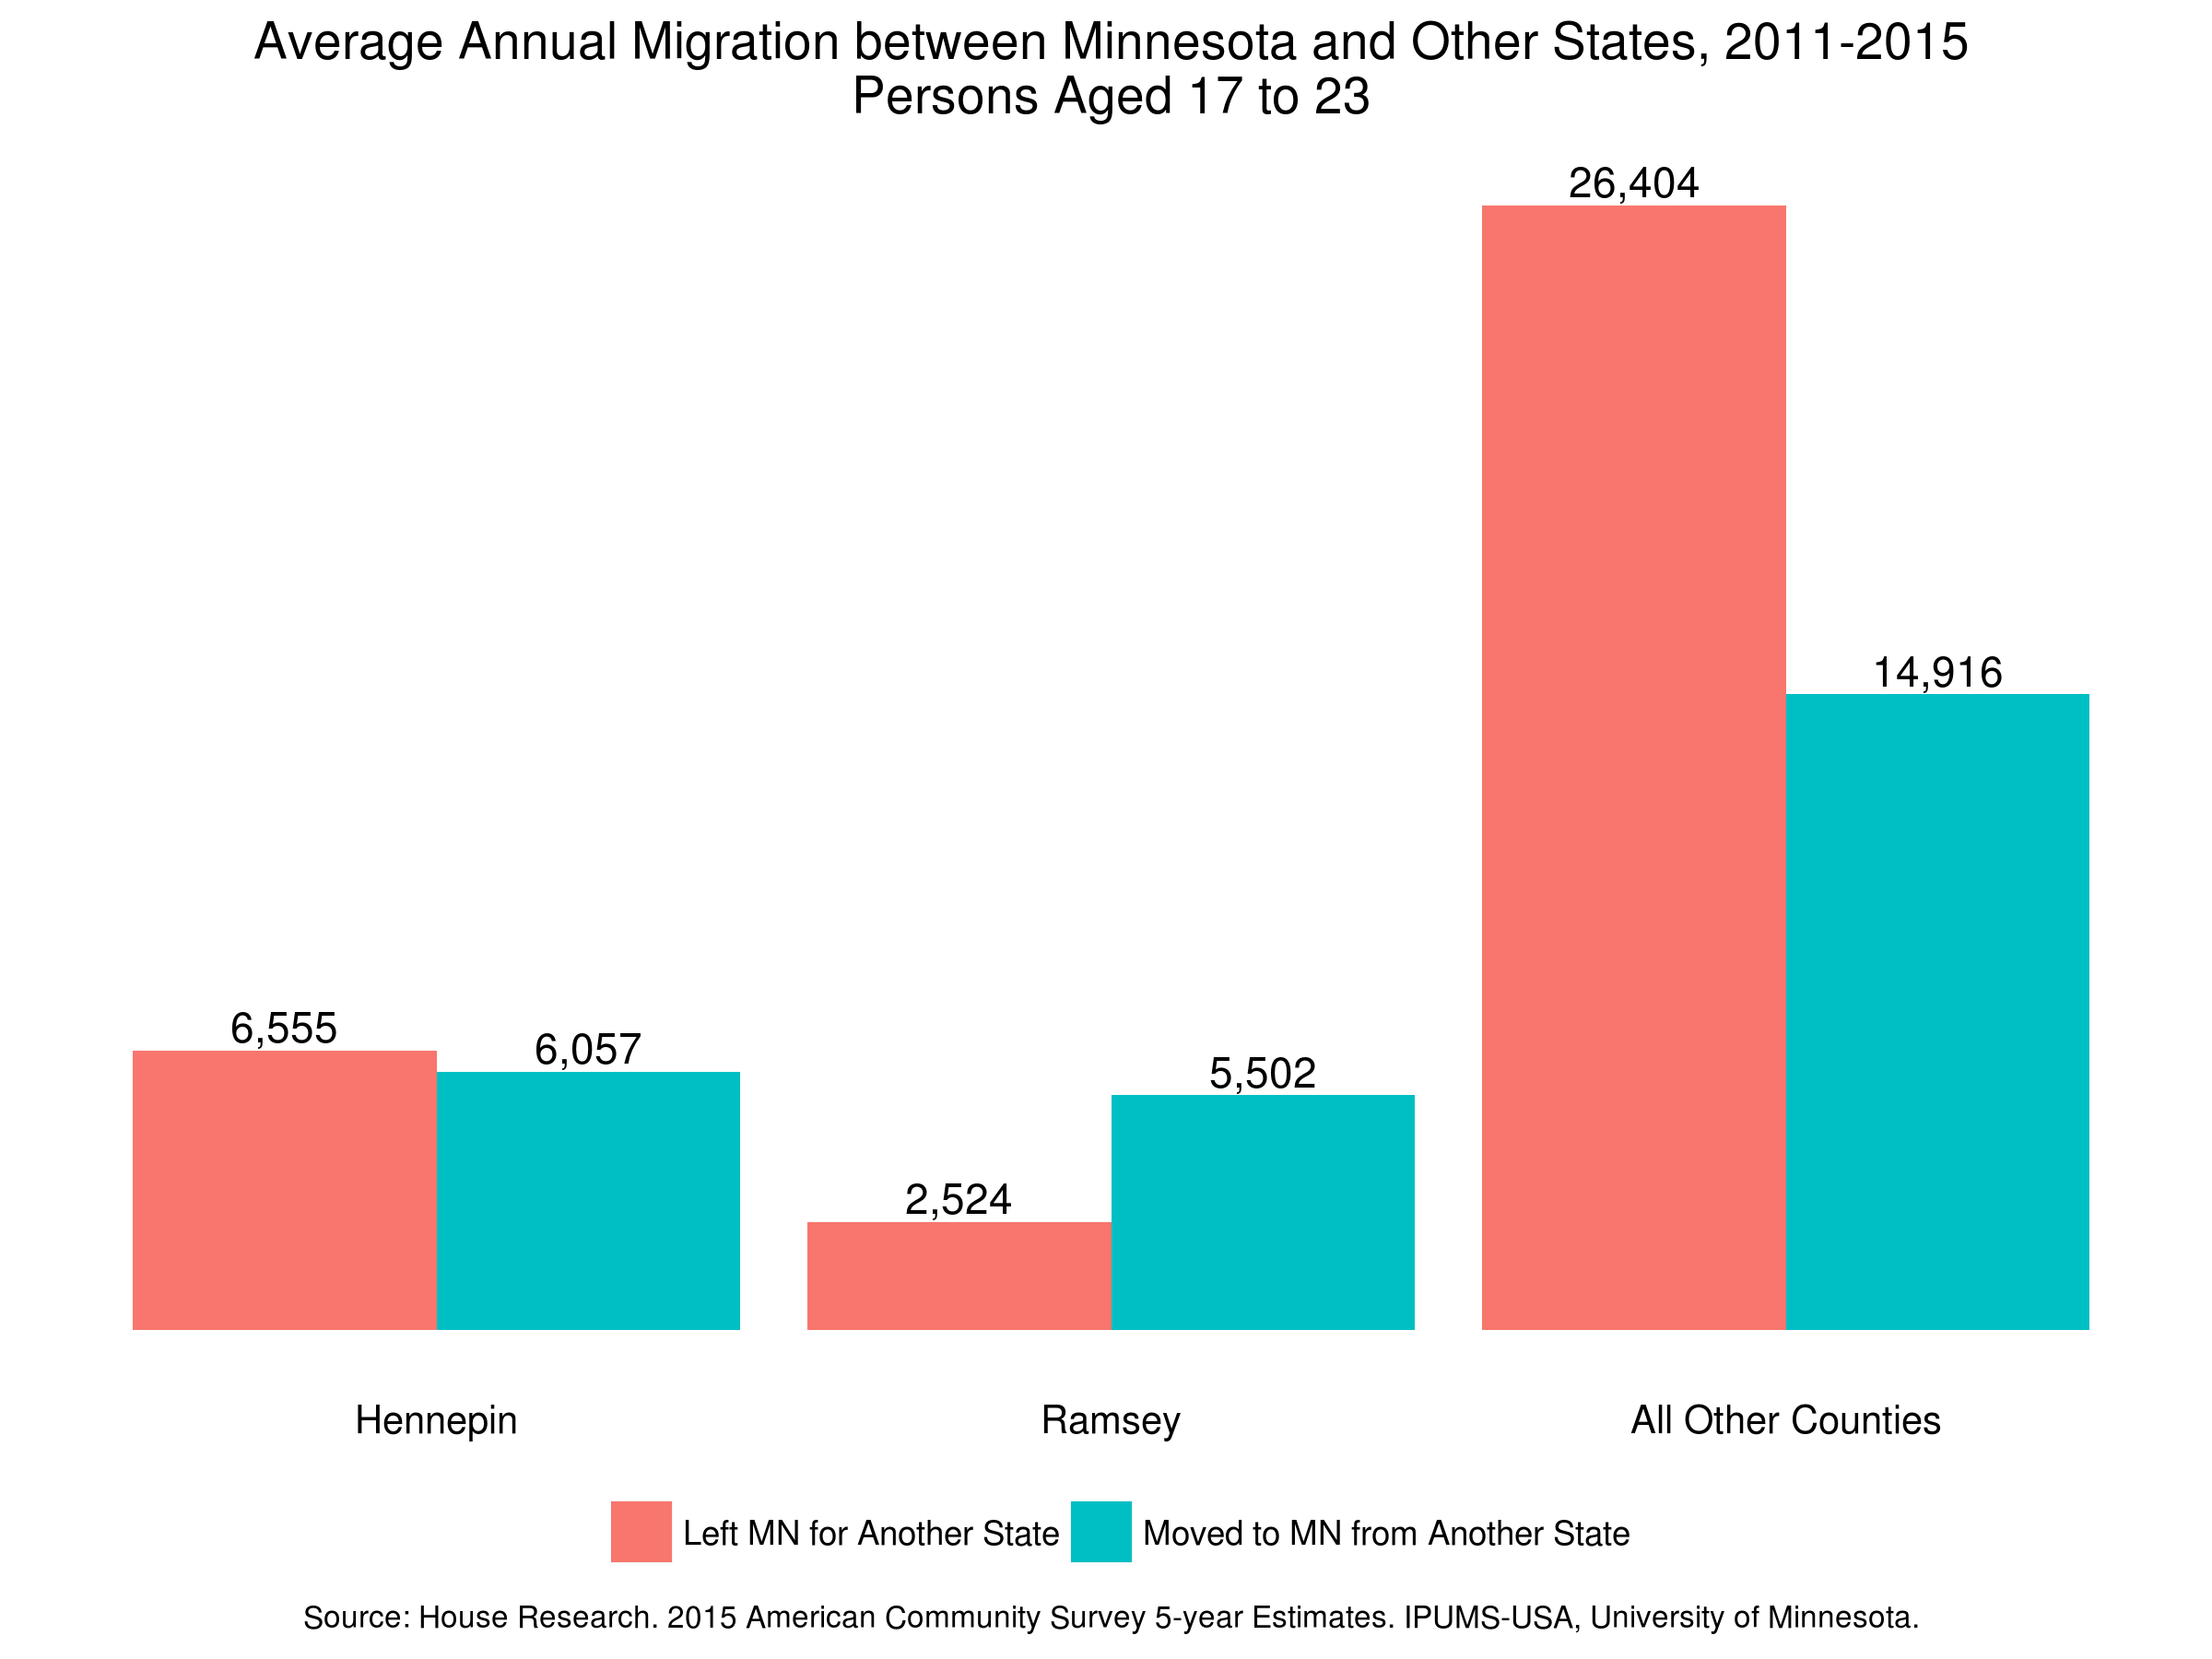 Average Annual Migration between Minnesota and Other States, 2011-2015
Persons Aged 17 to 23
26,404
14,916
6,555
6,057
5,502
2,524
Hennepin
Ramsey
All Other Counties
Left MN for Another State
Moved to MN from Another State
Source: House Research. 2015 American Community Survey 5-year Estimates. IPUMS-USA, University of Minnesota.